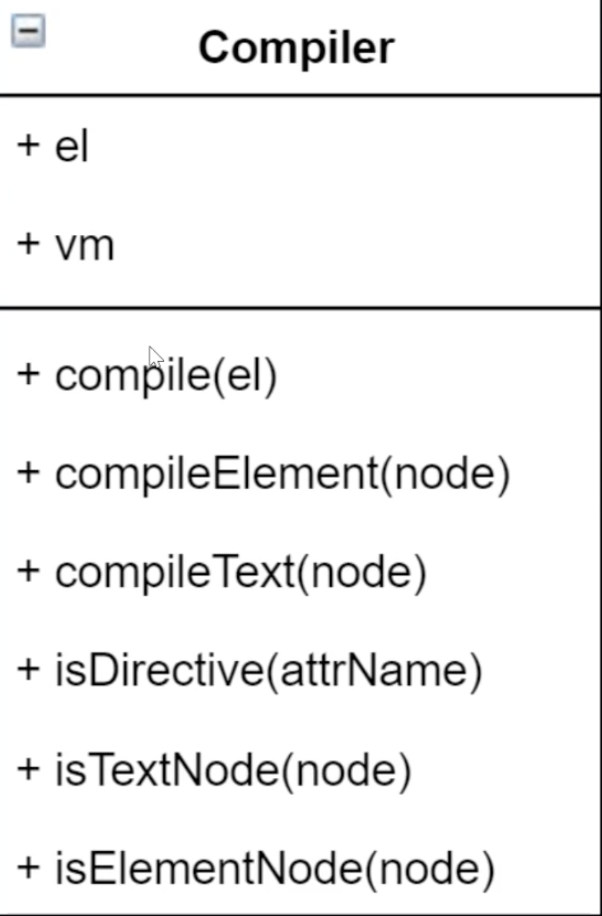 Compiler
+ el
+ vm
+ compile(el)
+ compileElement(node)
+ compileText(node)
+ isDirective(attrName)
+ isTextNode(node)
+ isElementNode(node)